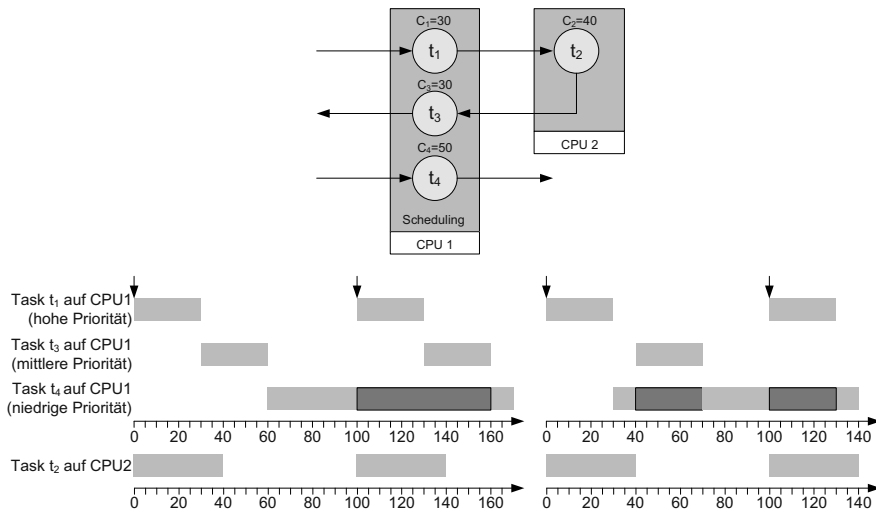 C₁=30
C₂=40
t₁
t₂
C₃=30
t₃
CPU 2
C₄=50
t₄
Scheduling
CPU 1
Task t₁ auf CPU1
(hohe Priorität)
Task t₃ auf CPU1
(mittlere Priorität)
Task t₄ auf CPU1
(niedrige Priorität)
0 20 40 60 80 100 120 140 160
0 20 40 60 80 100 120 140
Task t₂ auf CPU2
0 20 40 60 80 100 120 140 160
0 20 40 60 80 100 120 140